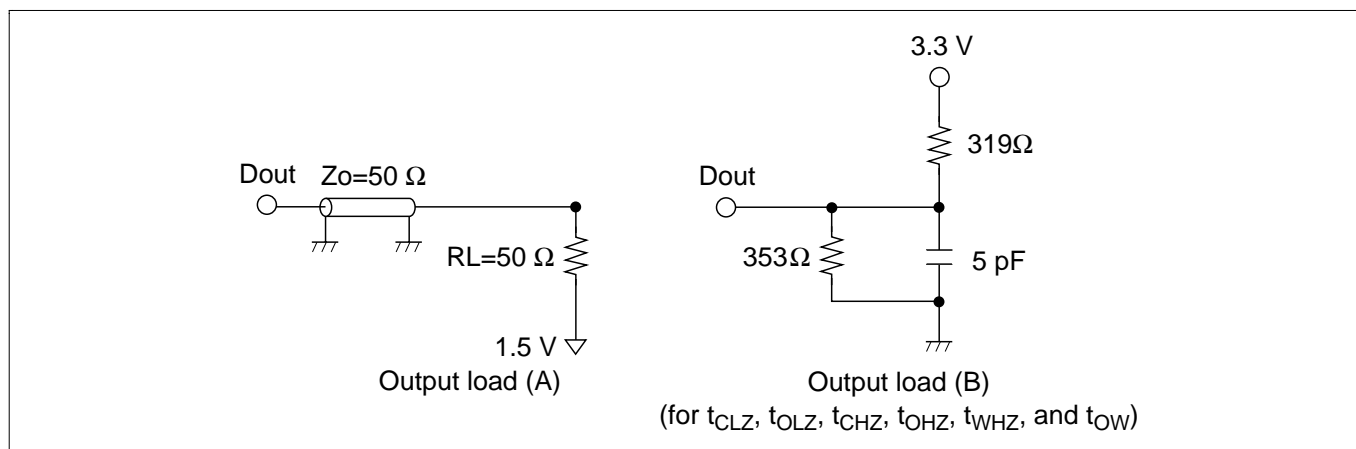 Dout
Zo=50 Ω
RL=50 Ω
1.5 V
Output load (A)
3.3 V
319Ω
Dout
353Ω
5 pF
Output load (B)
(for tCLZ, tOLZ, tCHZ, tOHZ, tWHZ, and tOW)